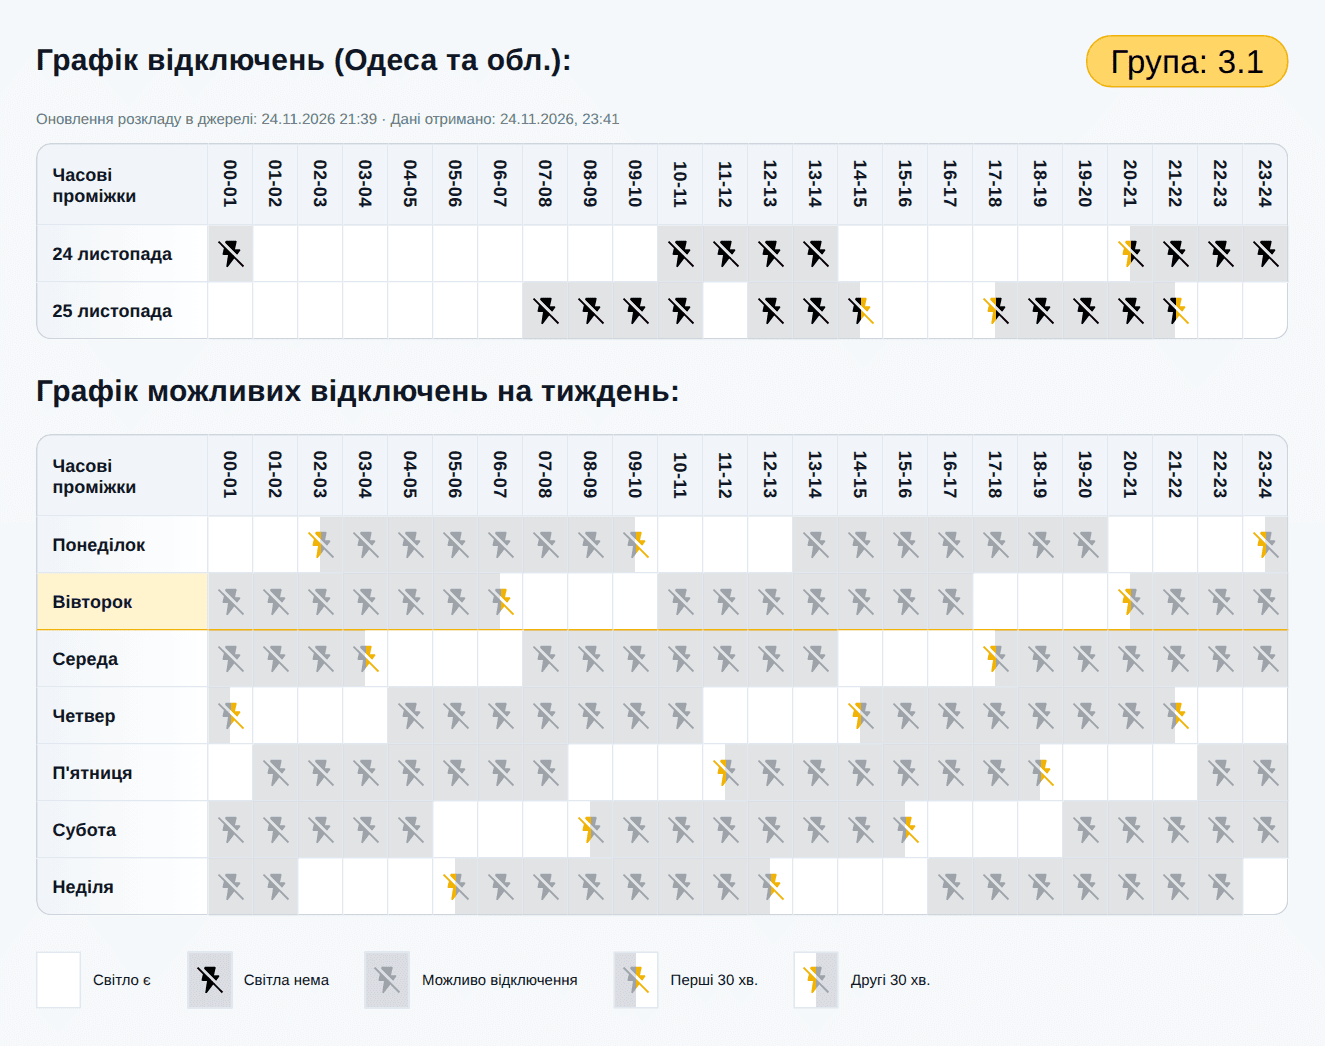 Графік відключень (Одеса та обл.):
Група: 3.1
Оновлення розкладу в джерелі: 24.11.2026 21:39 · Дані отримано: 24.11.2026, 23:41
Часові проміжки 00-01 01-02 02-03 03-04 04-05 05-06 06-07 07-08 08-09 09-10 10-11 11-12 12-13 13-14 14-15 15-16 16-17 17-18 18-19 19-20 20-21 21-22 22-23 23-24
24 листопада
25 листопада
Графік можливих відключень на тиждень:
Часові проміжки 00-01 01-02 02-03 03-04 04-05 05-06 06-07 07-08 08-09 09-10 10-11 11-12 12-13 13-14 14-15 15-16 16-17 17-18 18-19 19-20 20-21 21-22 22-23 23-24
Понеділок
Вівторок
Середа
Четвер
П'ятниця
Субота
Неділя
Світло є Світла нема Можливо відключення Перші 30 хв. Другі 30 хв.